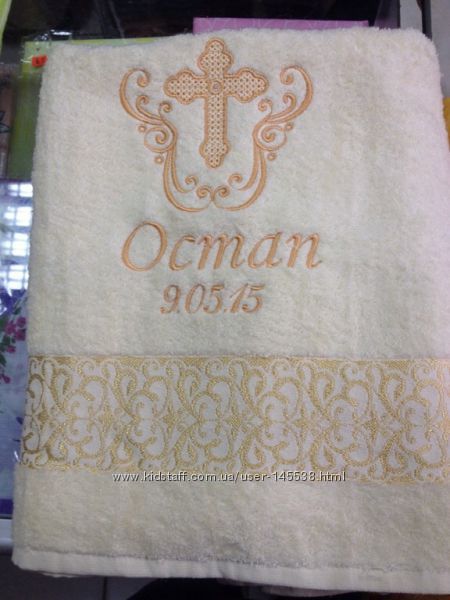 Остап
9.05.15
www.kidstaff.com.ua/user-145538.html